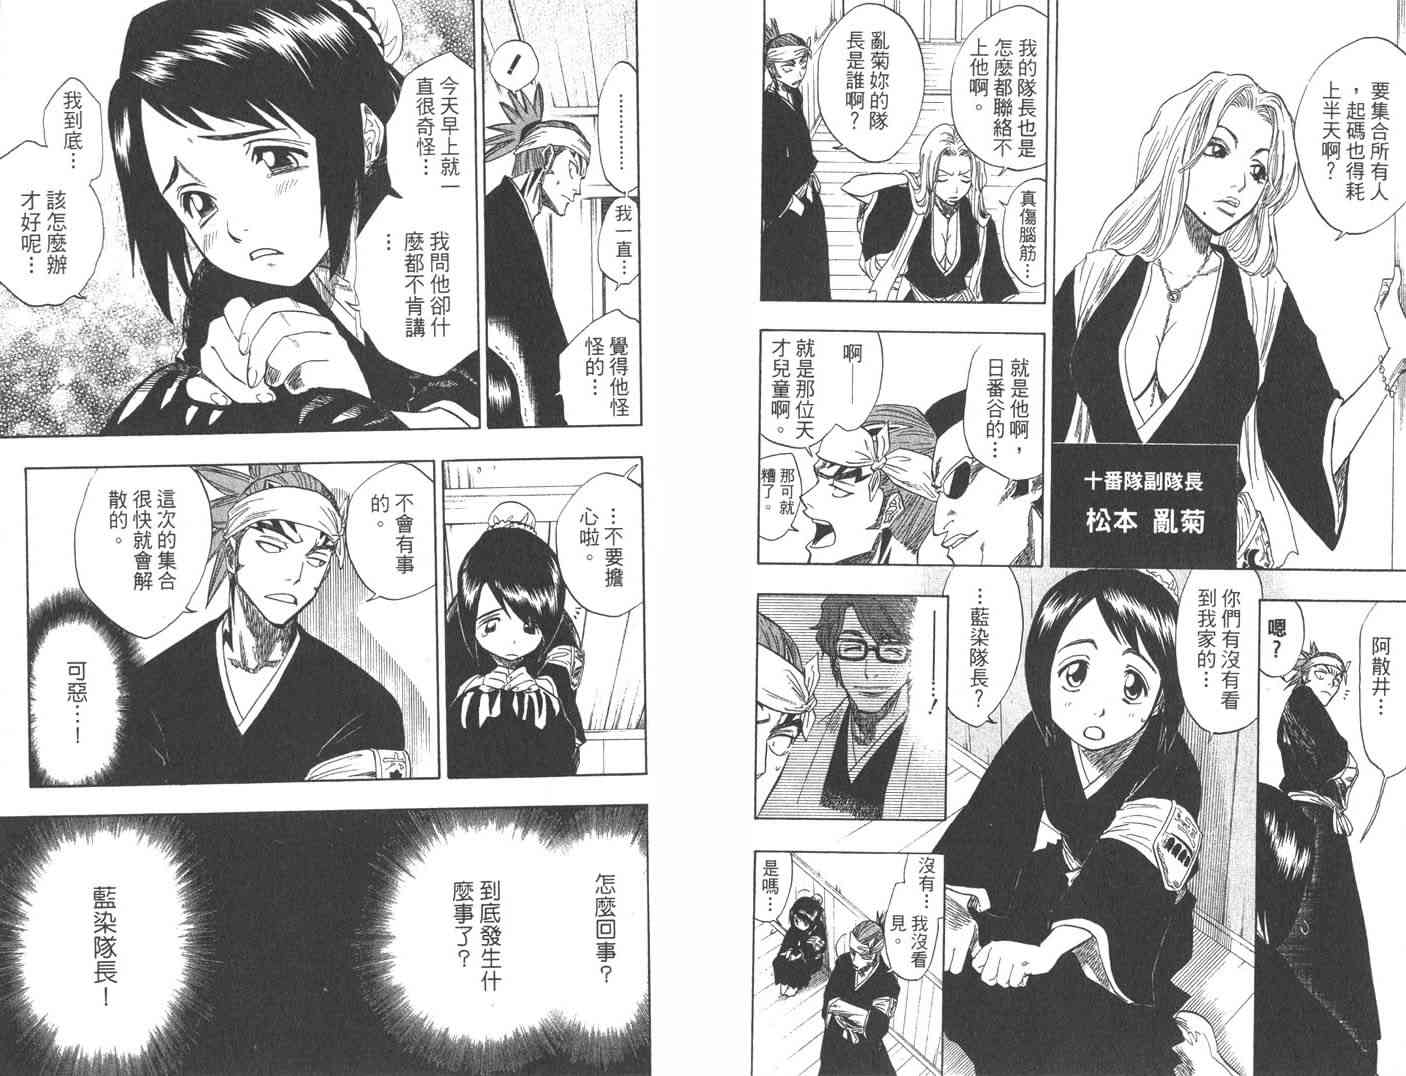 要集合所有人
，起碼也得耗
上半天啊？
十番隊副隊長
松本 亂菊
我的隊長也是
怎麼都聯絡不
上他啊。
真傷腦筋…
亂菊妳的隊
長是誰啊？
就是他啊，
日番谷的…
啊——
就是那位天
才兒童啊。
那可就
糟了。
阿散井…
嗯？
你們有沒有看
到我家的…
…藍染隊長？
……！
沒有…我沒看
見。
是嗎…
…………
我一直…
覺得他怪
怪的…
！
今天早上就一
直很奇怪…
我問他卻什
麼都不肯講
…
我到底…
該怎麼辦
才好呢…
…不要擔
心啦。
不會有事
的。
這次的集合
很快就會解
散的。
可惡…！
怎麼回事？
到底發生什
麼事了？
藍染隊長！